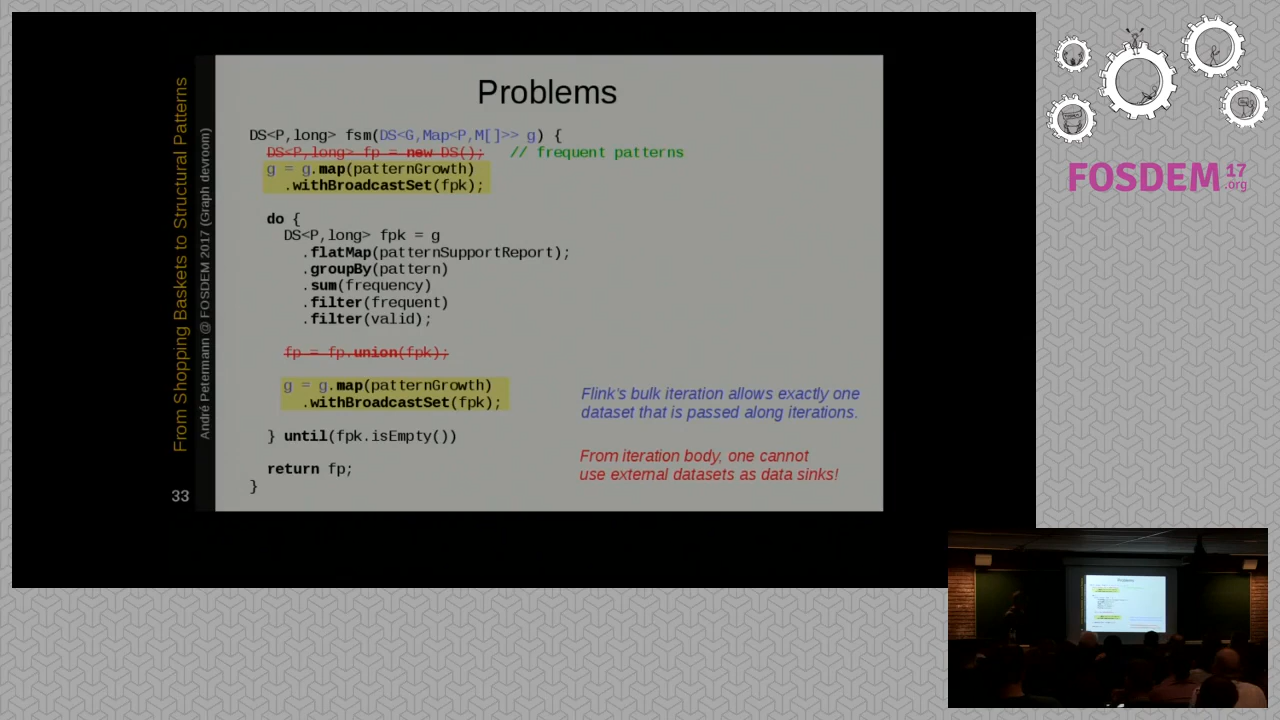 Problems
DS<P,long> fsm(DS<G,Map<P,M[]>> g) {
DS<P,long> fp = new DS();   // frequent patterns
g = g.map(patternGrowth)
.withBroadcastSet(fpk);
do {
DS<P,long> fpk = g
.flatMap(patternSupportReport);
.groupBy(pattern)
.sum(frequency)
.filter(frequent)
.filter(valid);
fp = fp.union(fpk);
g = g.map(patternGrowth)
.withBroadcastSet(fpk);
} until(fpk.isEmpty())
return fp;
}
Flink's bulk iteration allows exactly one
dataset that is passed along iterations.
From iteration body, one cannot
use external datasets as data sinks!
From Shopping Baskets to Structural Patterns
André Petermann @ FOSDEM 2017 (Graph devroom)
33
FOSDEM 17
.org
Problems